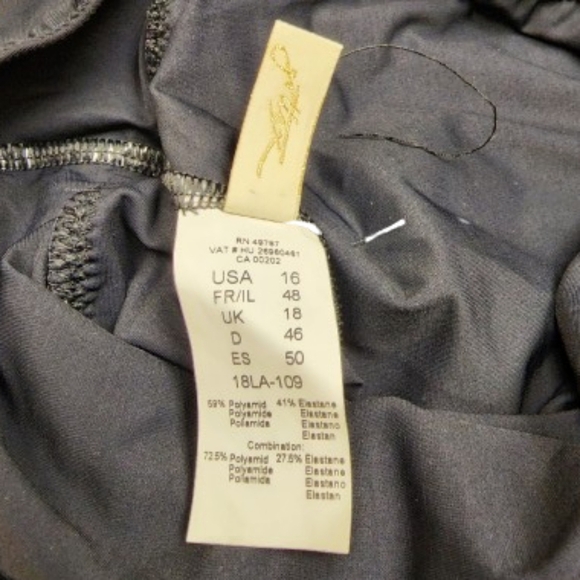 RN 49787
VAT # HU 26960461
CA 00202
USA 16
FR/IL 48
UK 18
D 46
ES 50
18LA-109
59% Polyamid 41% Elastane
Polyamide Elastane
Poliamida Elastano
Elastan
Combination:
72.5% Polyamid 27.5% Elastane
Polyamide Elastane
Poliamida Elastano
Elastan